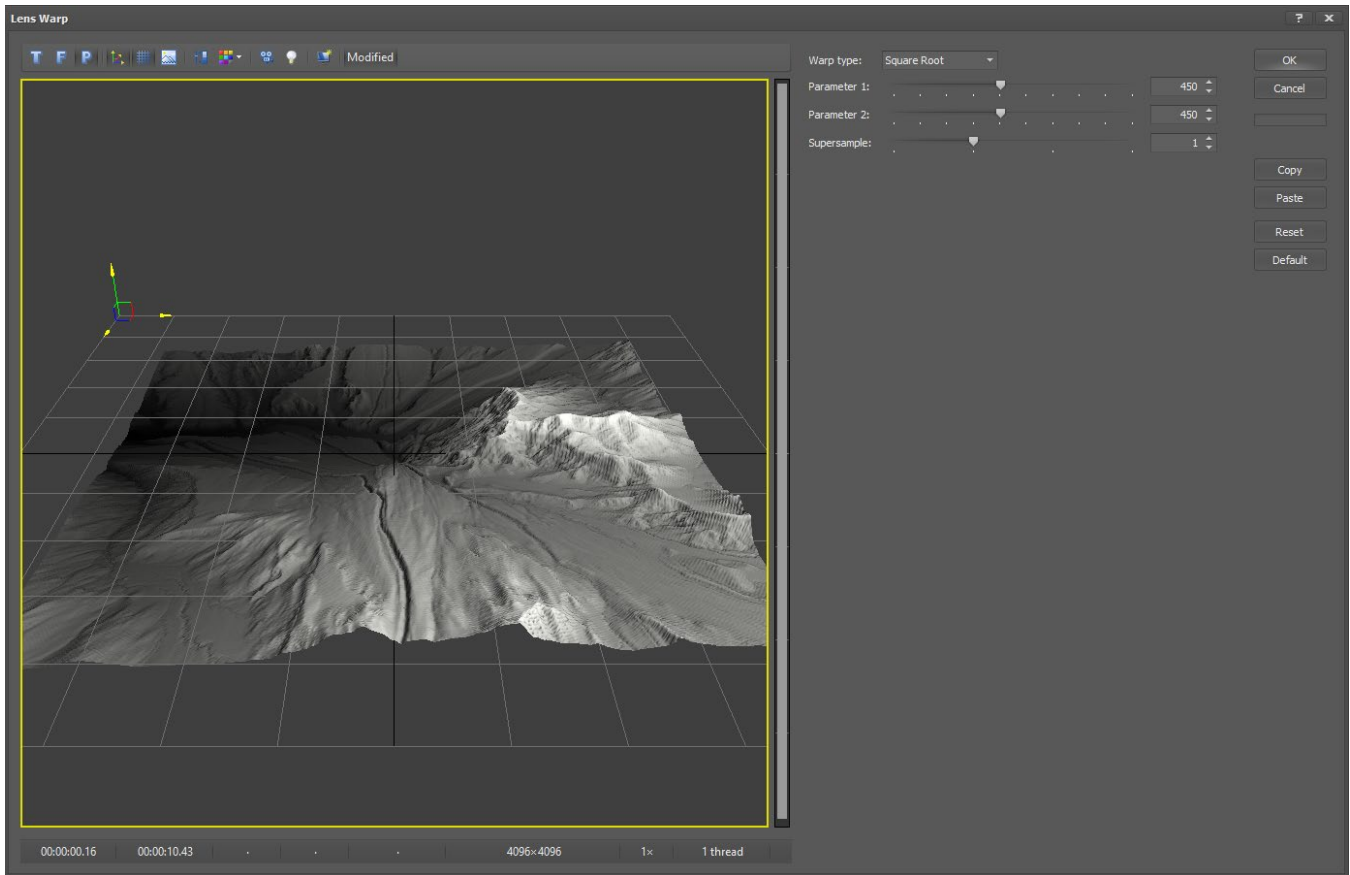 Lens Warp
? x
T F P Modified
Warp type: Square Root
OK
Parameter 1: 450
Cancel
Parameter 2: 450
Supersample: 1
Copy
Paste
Reset
Default
00:00:00.16 00:00:10.43 . . . 4096×4096 1× 1 thread